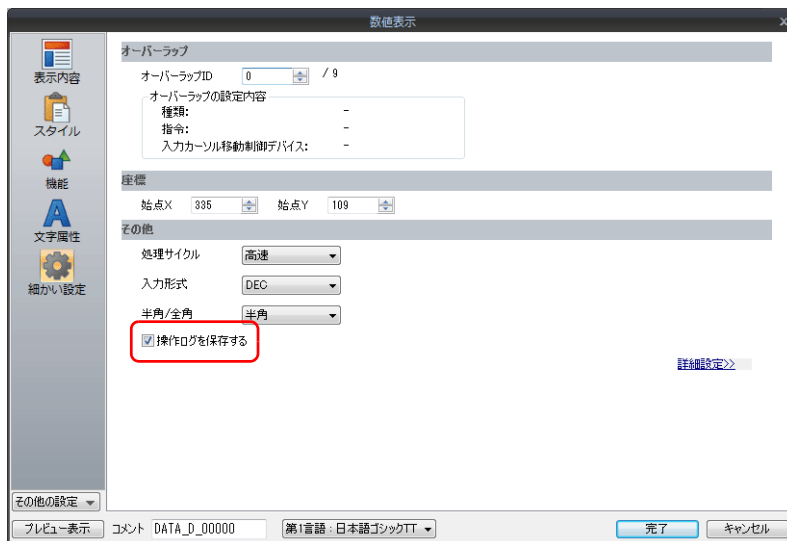 数値表示
x
表示内容
スタイル
機能
文字属性
細かい設定
その他の設定
オーバーラップ
オーバーラップID 0 / 9
オーバーラップの設定内容
種類: -
指令: -
入力カーソル移動制御デバイス: -
座標
始点X 335 始点Y 109
その他
処理サイクル 高速
入力形式 DEC
半角/全角 半角
操作ログを保存する
詳細設定>>
プレビュー表示 コメント DATA_D_00000 第1言語:日本語ゴシックTT 完了 キャンセル